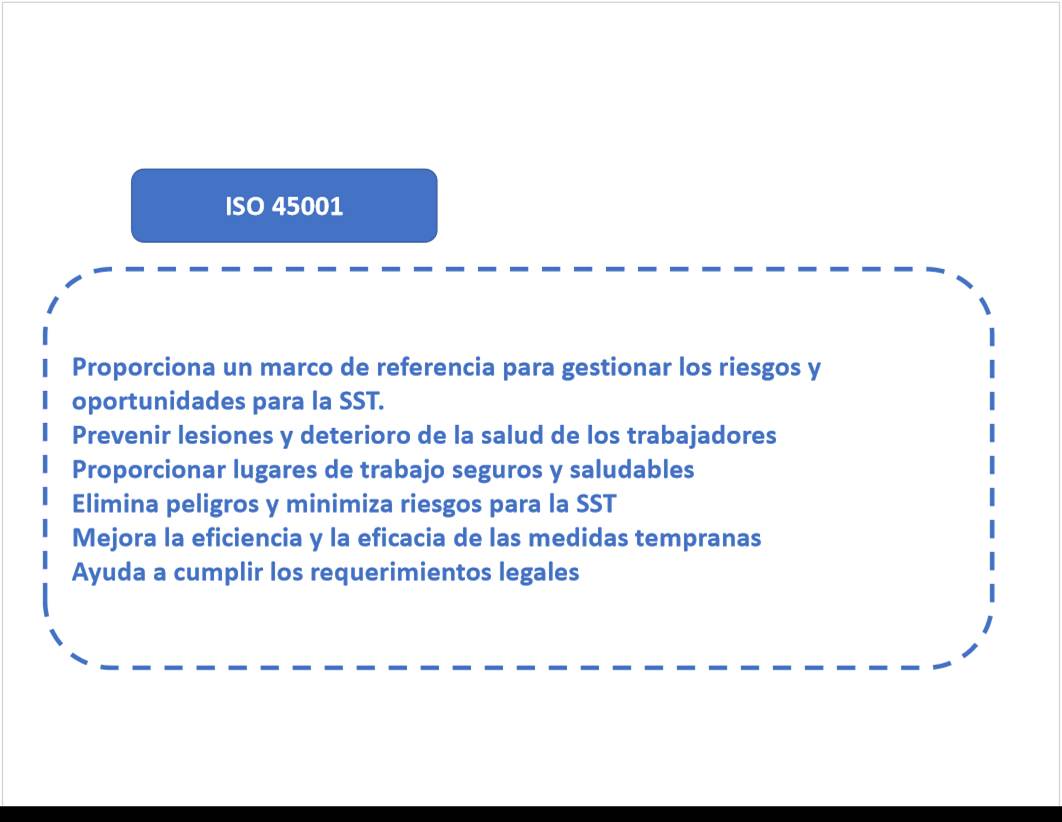 ISO 45001
Proporciona un marco de referencia para gestionar los riesgos y
oportunidades para la SST.
Prevenir lesiones y deterioro de la salud de los trabajadores
Proporcionar lugares de trabajo seguros y saludables
Elimina peligros y minimiza riesgos para la SST
Mejora la eficiencia y la eficacia de las medidas tempranas
Ayuda a cumplir los requerimientos legales